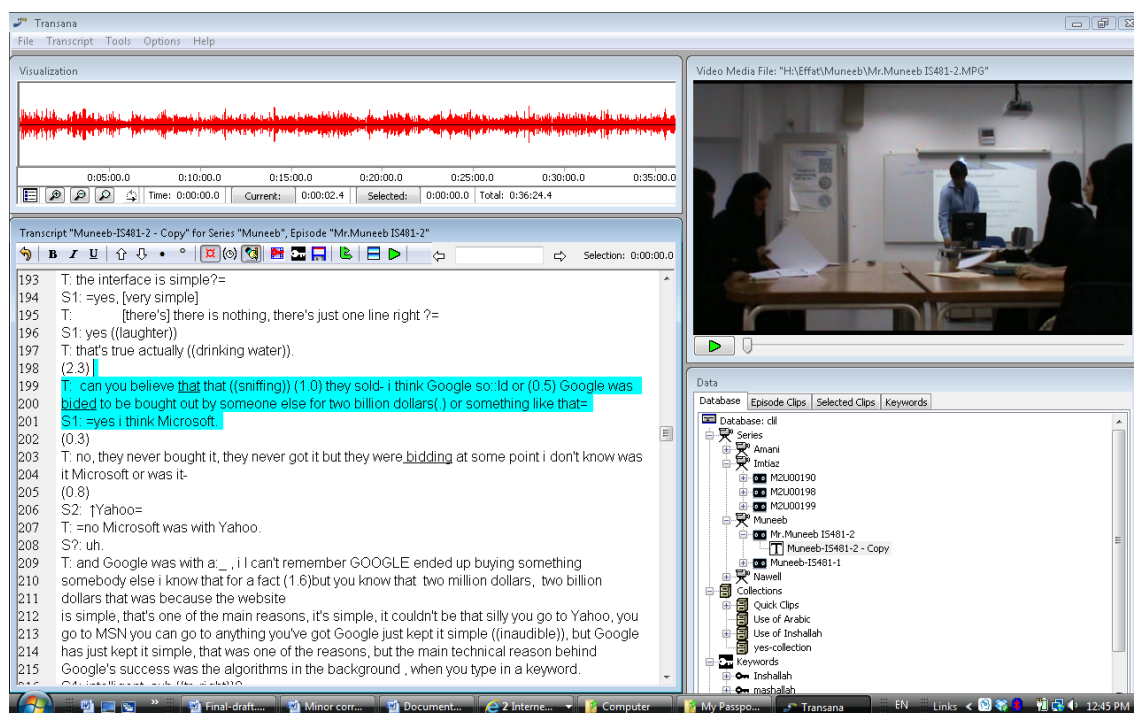 Transana
File Transcript Tools Options Help
Visualization
0:05:00.0 0:10:00.0 0:15:00.0 0:20:00.0 0:25:00.0 0:30:00.0 0:35:00.0
Time: 0:00:00.0 Current: 0:00:02.4 Selected: 0:00:00.0 Total: 0:36:24.4
Transcript "Muneeb-IS481-2 - Copy" for Series "Muneeb", Episode "Mr.Muneeb IS481-2"
B I U Selection: 0:00:00.0
193 T: the interface is simple?=
194 S1: =yes, [very simple]
195 T: [there's] there is nothing, there's just one line right ?=
196 S1: yes ((laughter))
197 T: that's true actually ((drinking water)).
198 (2.3)
199 T: can you believe that that ((sniffing)) (1.0) they sold- i think Google so::ld or (0.5) Google was
200 bided to be bought out by someone else for two billion dollars(.) or something like that=
201 S1: =yes i think Microsoft.
202 (0.3)
203 T: no, they never bought it, they never got it but they were bidding at some point i don't know was
204 it Microsoft or was it-
205 (0.8)
206 S2: ↑Yahoo=
207 T: =no Microsoft was with Yahoo.
208 S?: uh.
209 T: and Google was with a:_ , i I can't remember GOOGLE ended up buying something
210 somebody else i know that for a fact (1.6)but you know that two million dollars, two billion
211 dollars that was because the website
212 is simple, that's one of the main reasons, it's simple, it couldn't be that silly you go to Yahoo, you
213 go to MSN you can go to anything you've got Google just kept it simple ((inaudible)), but Google
214 has just kept it simple, that was one of the reasons, but the main technical reason behind
215 Google's success was the algorithms in the background , when you type in a keyword.
Video Media File: "H:\Effat\Muneeb\Mr.Muneeb IS481-2.MPG"
Data
Database Episode Clips Selected Clips Keywords
Database: clil
Series
Amani
Imtiaz
M2U00190
M2U00198
M2U00199
Muneeb
Mr.Muneeb IS481-2
Muneeb-IS481-2 - Copy
Muneeb-IS481-1
Nawell
Collections
Quick Clips
Use of Arabic
Use of Inshallah
yes-collection
Keywords
Inshallah
mashallah
Final-draft.... Minor corr... Document... 2 Interne... Computer My Passpo... Transana EN Links 12:45 PM